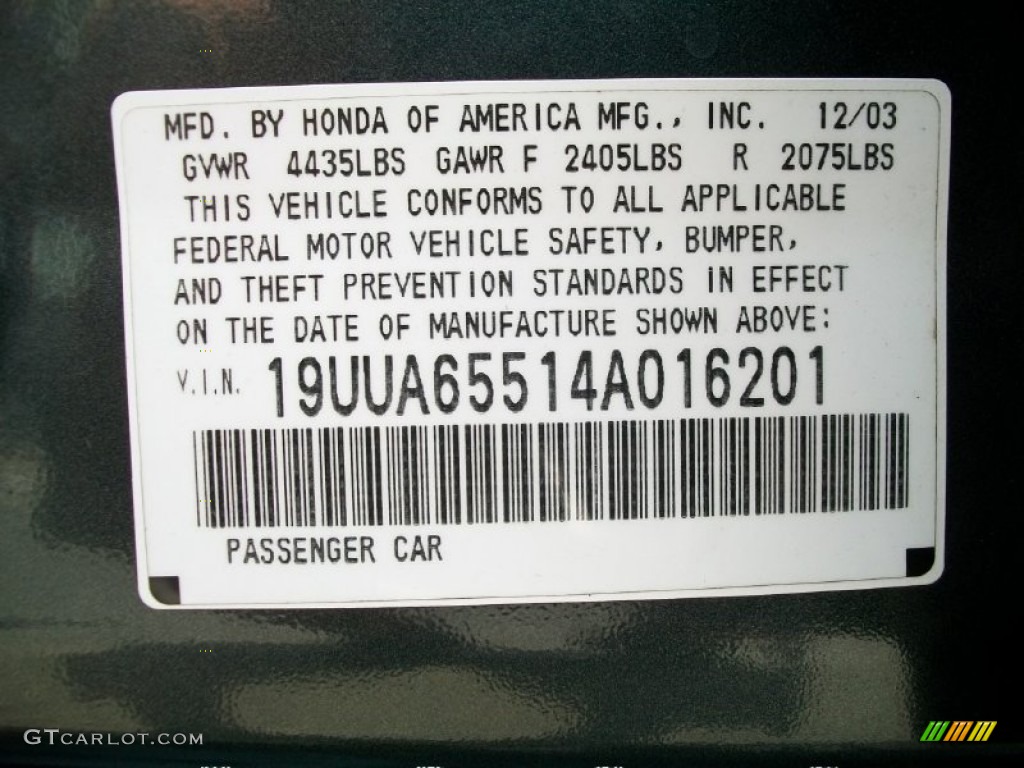 MFD. BY HONDA OF AMERICA MFG., INC. 12/03
GVWR 4435LBS GAWR F 2405LBS R 2075LBS
THIS VEHICLE CONFORMS TO ALL APPLICABLE
FEDERAL MOTOR VEHICLE SAFETY, BUMPER,
AND THEFT PREVENTION STANDARDS IN EFFECT
ON THE DATE OF MANUFACTURE SHOWN ABOVE:
V.I.N. 19UUA65514A016201
PASSENGER CAR
GTCARLOT.COM